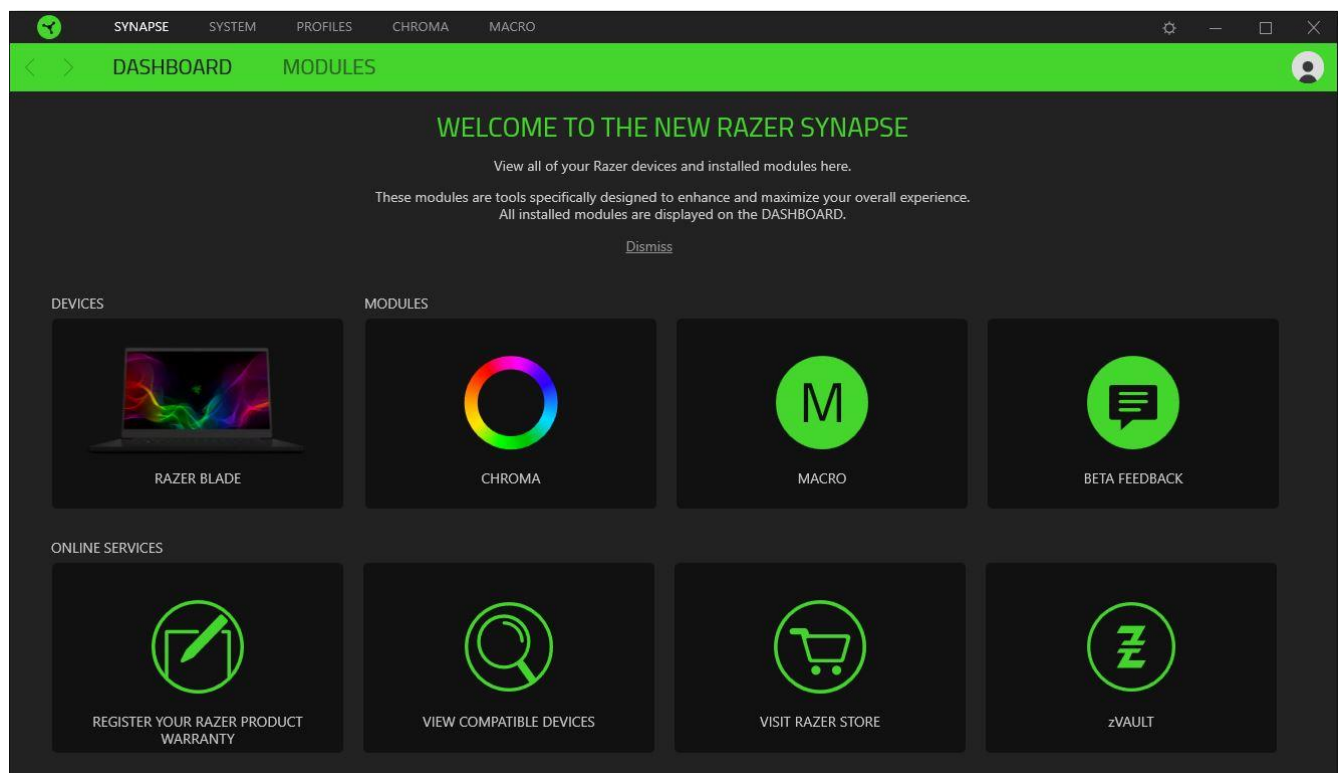 SYNAPSE SYSTEM PROFILES CHROMA MACRO
DASHBOARD MODULES
WELCOME TO THE NEW RAZER SYNAPSE
View all of your Razer devices and installed modules here.
These modules are tools specifically designed to enhance and maximize your overall experience.
All installed modules are displayed on the DASHBOARD.
Dismiss
DEVICES MODULES
M
RAZER BLADE CHROMA MACRO BETA FEEDBACK
ONLINE SERVICES
REGISTER YOUR RAZER PRODUCT
WARRANTY
VIEW COMPATIBLE DEVICES VISIT RAZER STORE zVAULT